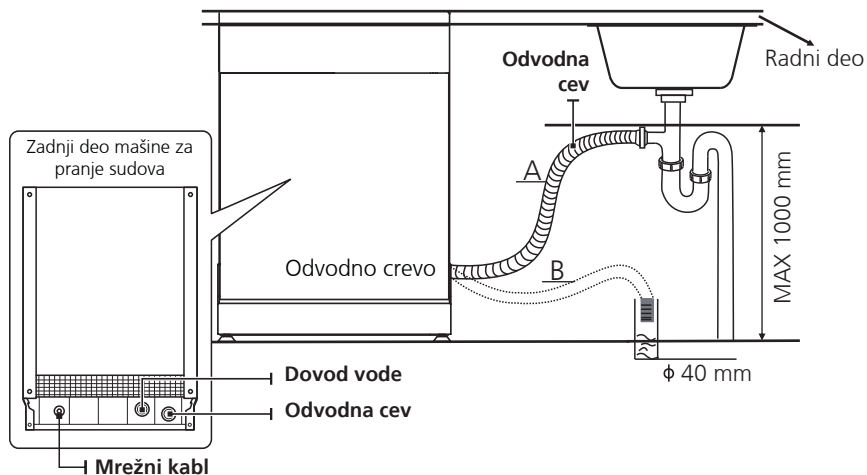 Radni deo
Odvodna
cev
Zadnji deo mašine za
pranje sudova
A
MAX 1000 mm
Odvodno crevo
B
ϕ 40 mm
Dovod vode
Odvodna cev
Mrežni kabl